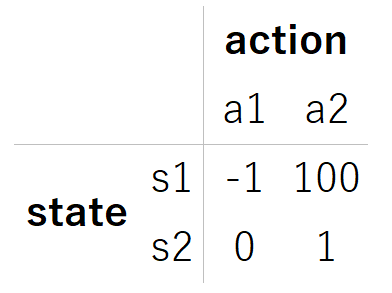 action
a1 a2
s1 -1 100
state
s2 0 1